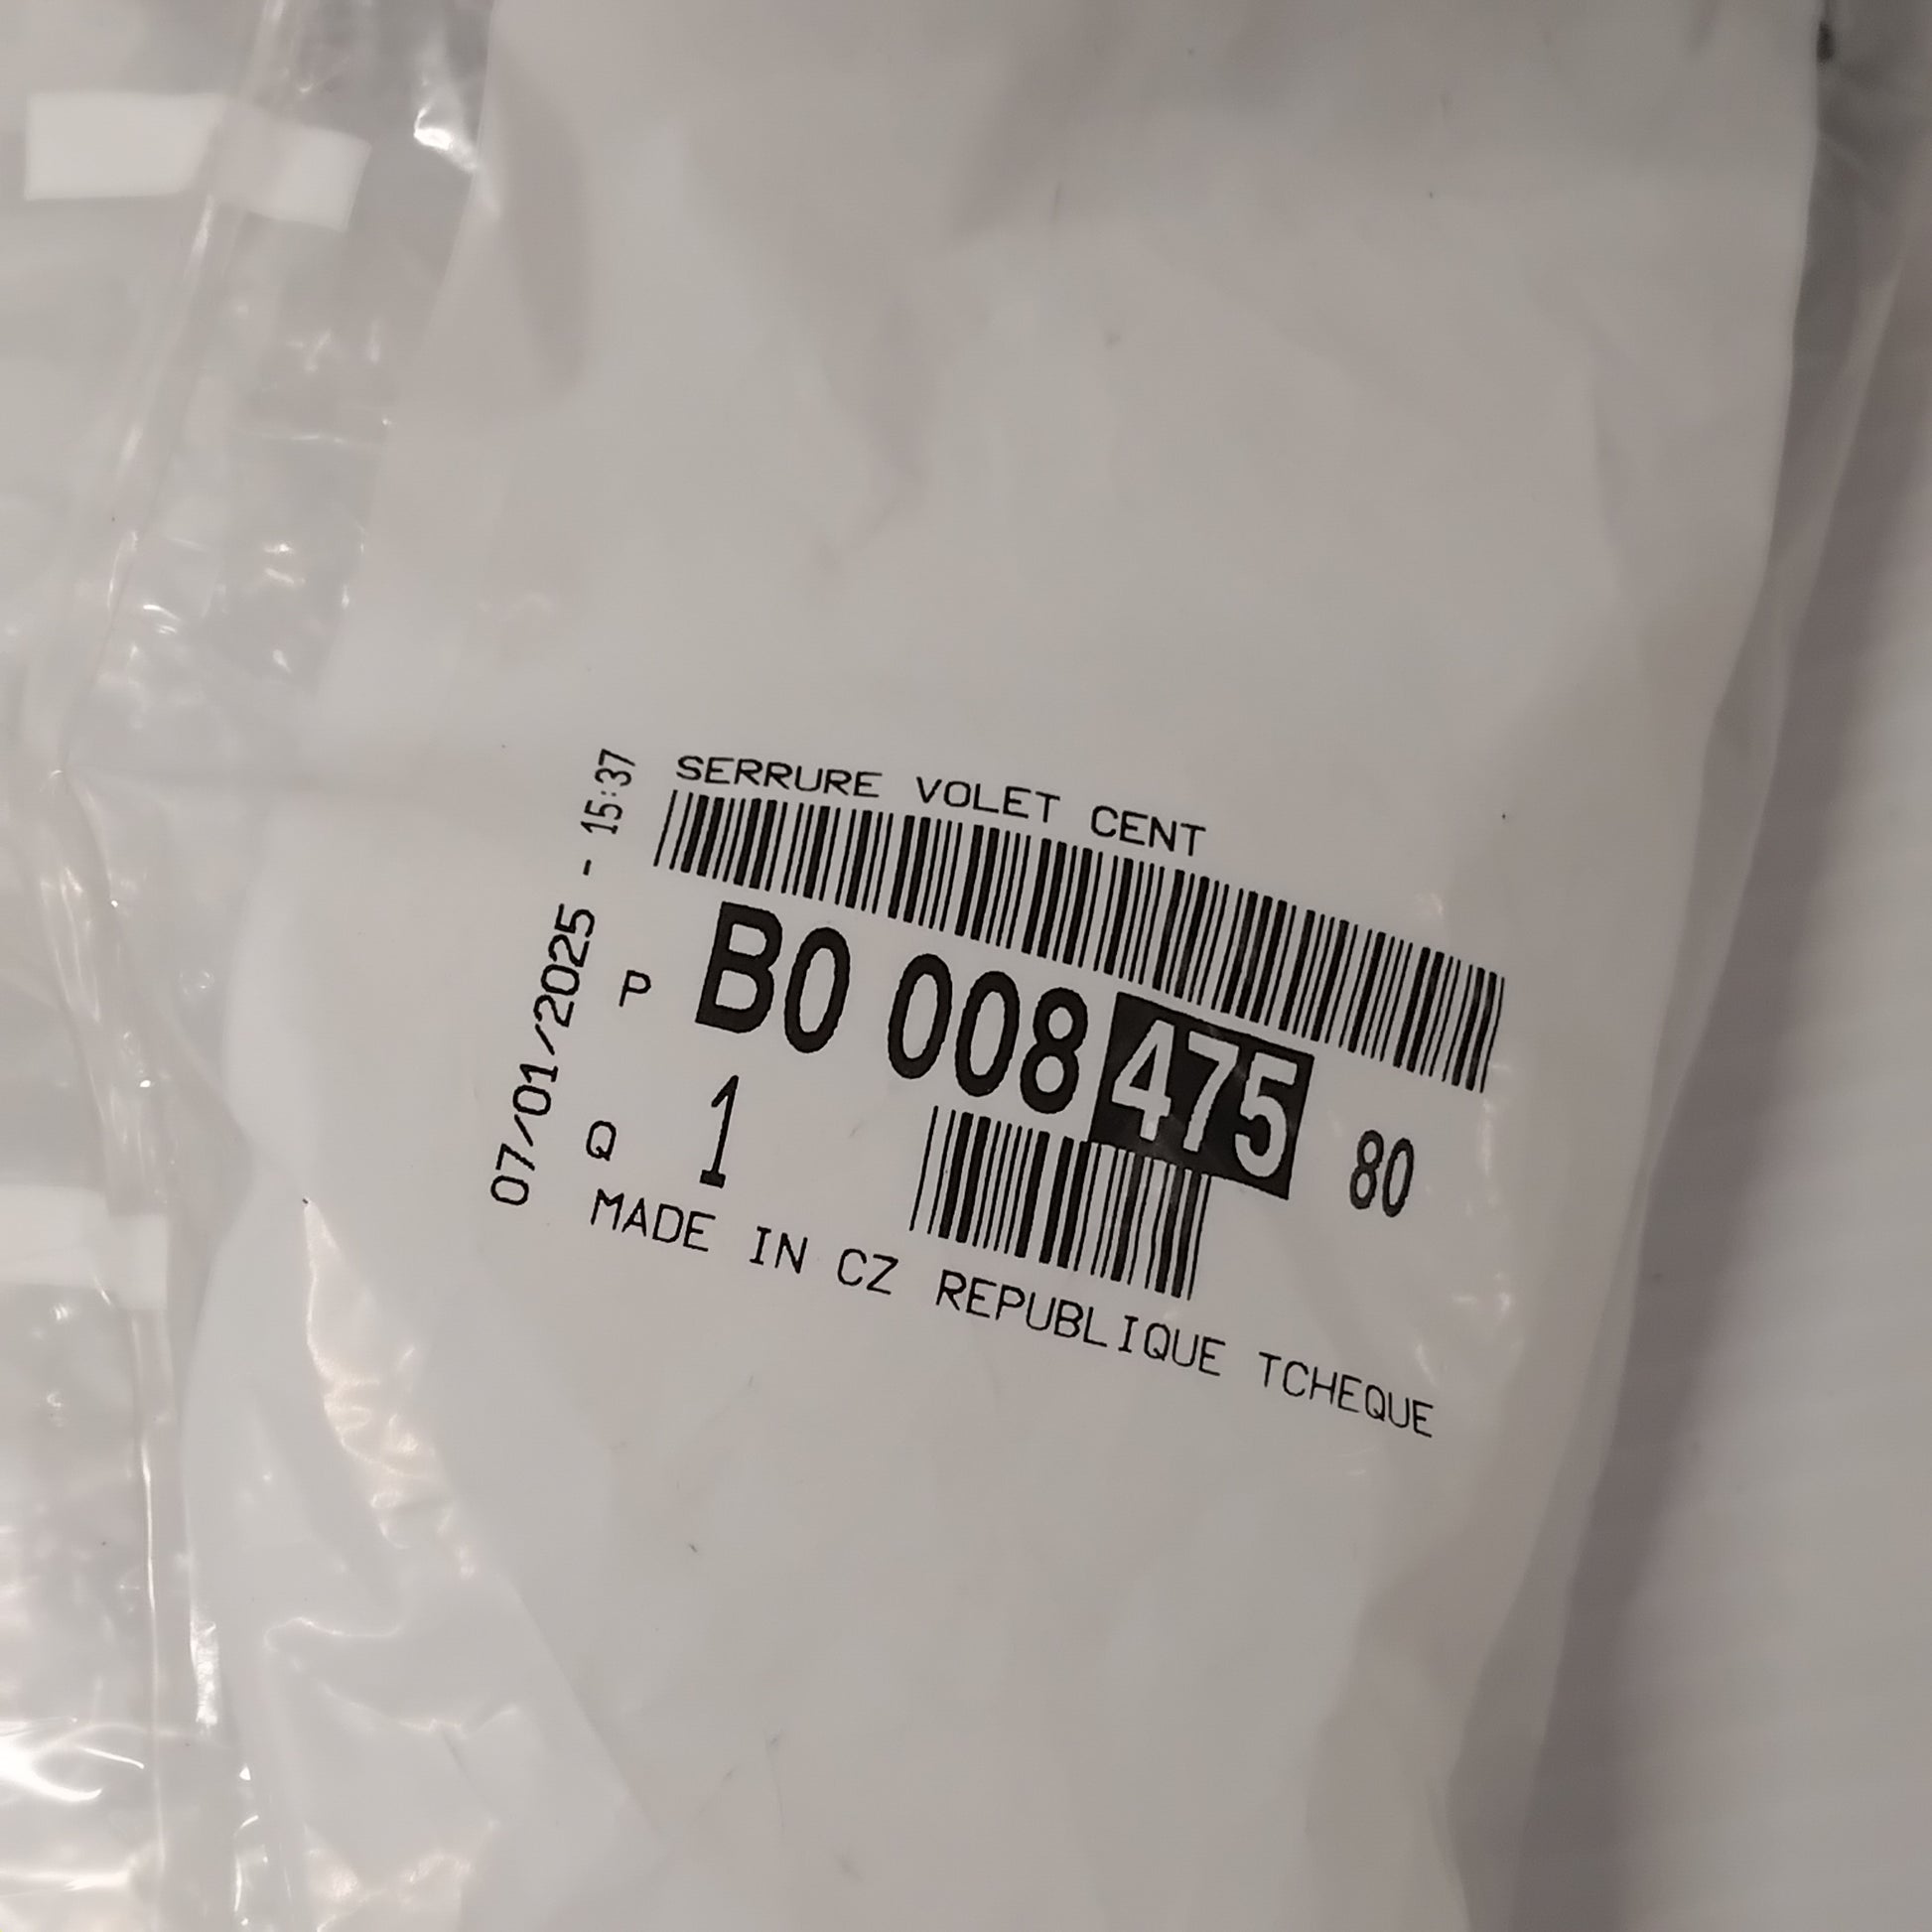 SERRURE VOLET CENT
P B0 008 475 80
Q 1
MADE IN CZ REPUBLIQUE TCHEQUE
07/01/2025 - 15:37